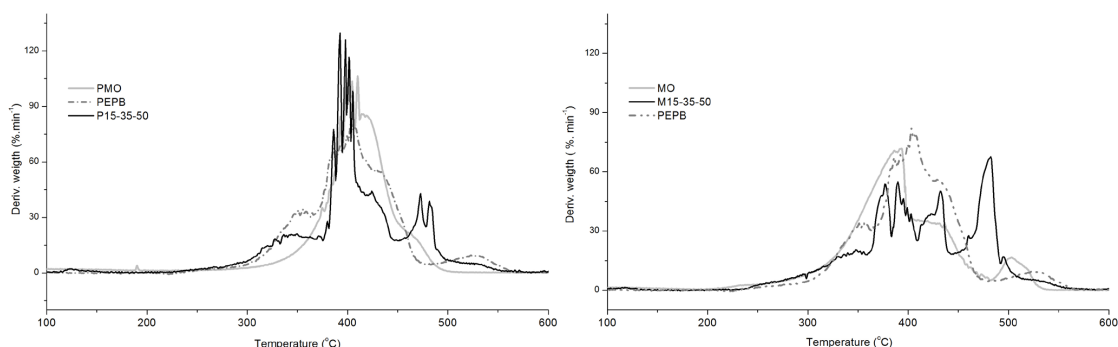 120
90
60
30
0
Deriv. weigth (%.min⁻¹)
PMO
PEPB
P15-35-50
100
200
300
400
500
600
Temperature (°C)
120
90
60
30
0
Deriv. weigth ( %. min⁻¹)
MO
M15-35-50
PEPB
100
200
300
400
500
600
Temperature (°C)